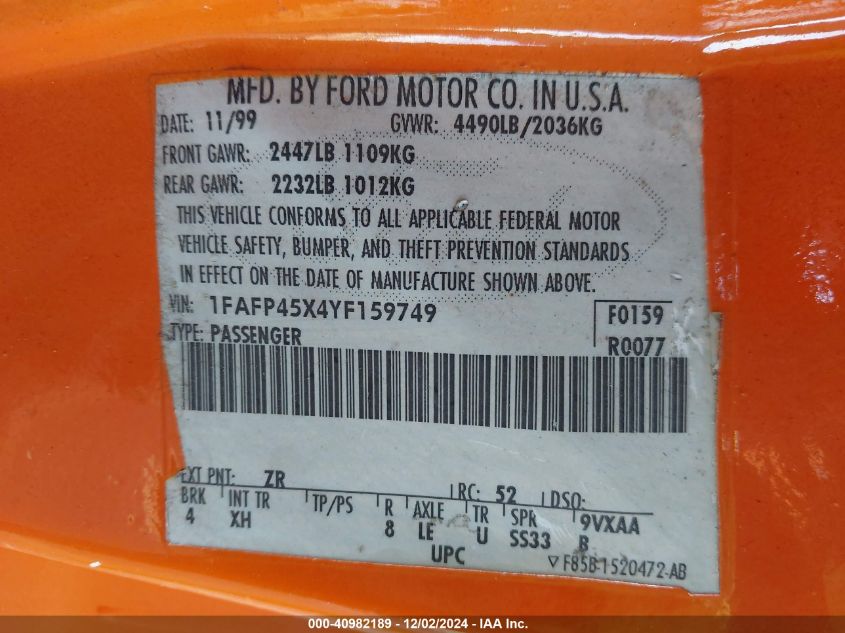 MFD. BY FORD MOTOR CO. IN U.S.A.
DATE: 11/99 GVWR: 4490LB/2036KG
FRONT GAWR: 2447LB 1109KG
REAR GAWR: 2232LB 1012KG
THIS VEHICLE CONFORMS TO ALL APPLICABLE FEDERAL MOTOR
VEHICLE SAFETY, BUMPER, AND THEFT PREVENTION STANDARDS
IN EFFECT ON THE DATE OF MANUFACTURE SHOWN ABOVE.
VIN: 1FAFP45X4YF159749 F0159
TYPE: PASSENGER R0077
EXT PNT: ZR RC: 52 DSO:
BRK INT TR TP/PS R AXLE TR SPR 9VXAA
4 XH 8 LE U SS33 B
UPC ▽ F85B-1520472-AB
000-40982189 - 12/02/2024 - IAA Inc.